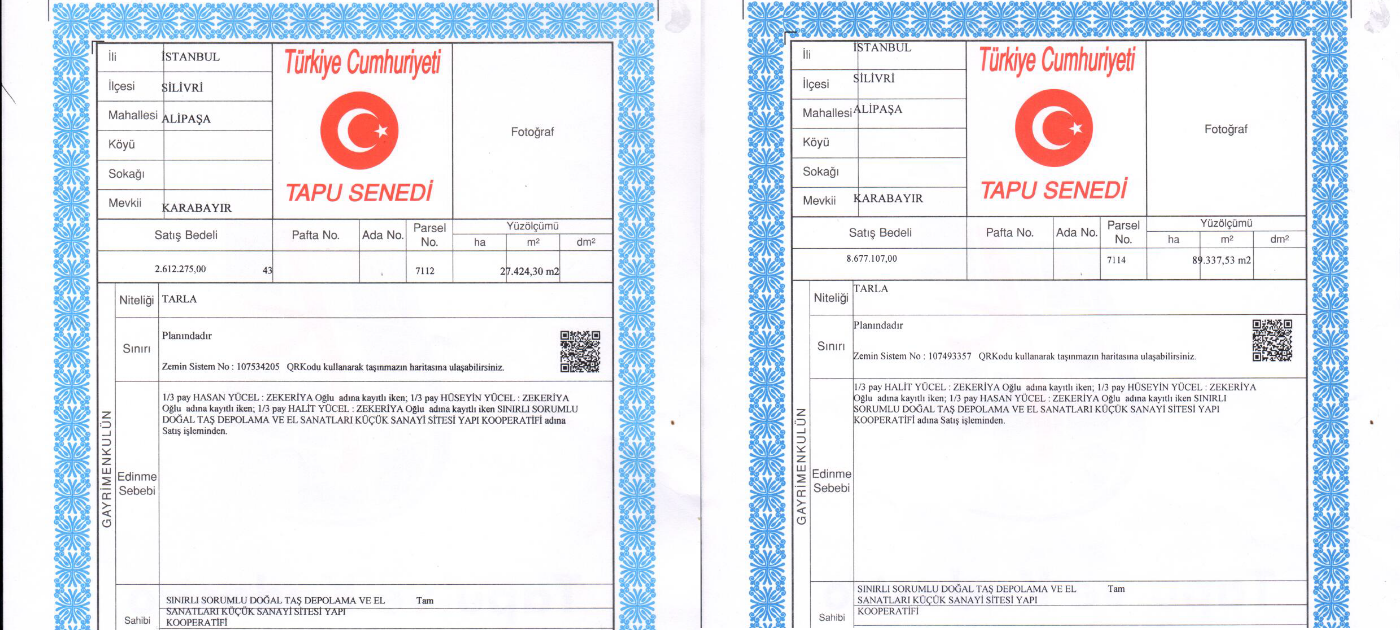 İli İSTANBUL
İlçesi SİLİVRİ
Mahallesi ALİPAŞA
Köyü
Sokağı
Mevkii KARABAYIR
Türkiye Cumhuriyeti
TAPU SENEDİ
Fotoğraf
Satış Bedeli Pafta No. Ada No. Parsel No. Yüzölçümü
ha m² dm²
2.612.275,00 43 7112 27.424,30 m2
GAYRİMENKULÜN
Niteliği TARLA
Sınırı Planındadır
Zemin Sistem No : 107534205 QRKodu kullanarak taşınmazın haritasına ulaşabilirsiniz.
Edinme Sebebi
1/3 pay HASAN YÜCEL : ZEKERİYA Oğlu adına kayıtlı iken; 1/3 pay HÜSEYİN YÜCEL : ZEKERİYA
Oğlu adına kayıtlı iken; 1/3 pay HALİT YÜCEL : ZEKERİYA Oğlu adına kayıtlı iken SINIRLI SORUMLU
DOĞAL TAŞ DEPOLAMA VE EL SANATLARI KÜÇÜK SANAYİ SİTESİ YAPI KOOPERATİFİ adına
Satış işleminden.
Sahibi
SINIRLI SORUMLU DOĞAL TAŞ DEPOLAMA VE EL Tam
SANATLARI KÜÇÜK SANAYİ SİTESİ YAPI
KOOPERATİFİ
İli İSTANBUL
İlçesi SİLİVRİ
Mahallesi ALİPAŞA
Köyü
Sokağı
Mevkii KARABAYIR
Türkiye Cumhuriyeti
TAPU SENEDİ
Fotoğraf
Satış Bedeli Pafta No. Ada No. Parsel No. Yüzölçümü
ha m² dm²
8.677.107,00 7114 89.337,53 m2
GAYRİMENKULÜN
Niteliği TARLA
Sınırı Planındadır
Zemin Sistem No : 107493357 QRKodu kullanarak taşınmazın haritasına ulaşabilirsiniz.
Edinme Sebebi
1/3 pay HALİT YÜCEL : ZEKERİYA Oğlu adına kayıtlı iken; 1/3 pay HÜSEYİN YÜCEL : ZEKERİYA
Oğlu adına kayıtlı iken; 1/3 pay HASAN YÜCEL : ZEKERİYA Oğlu adına kayıtlı iken SINIRLI
SORUMLU DOĞAL TAŞ DEPOLAMA VE EL SANATLARI KÜÇÜK SANAYİ SİTESİ YAPI
KOOPERATİFİ adına Satış işleminden.
Sahibi
SINIRLI SORUMLU DOĞAL TAŞ DEPOLAMA VE EL Tam
SANATLARI KÜÇÜK SANAYİ SİTESİ YAPI
KOOPERATİFİ